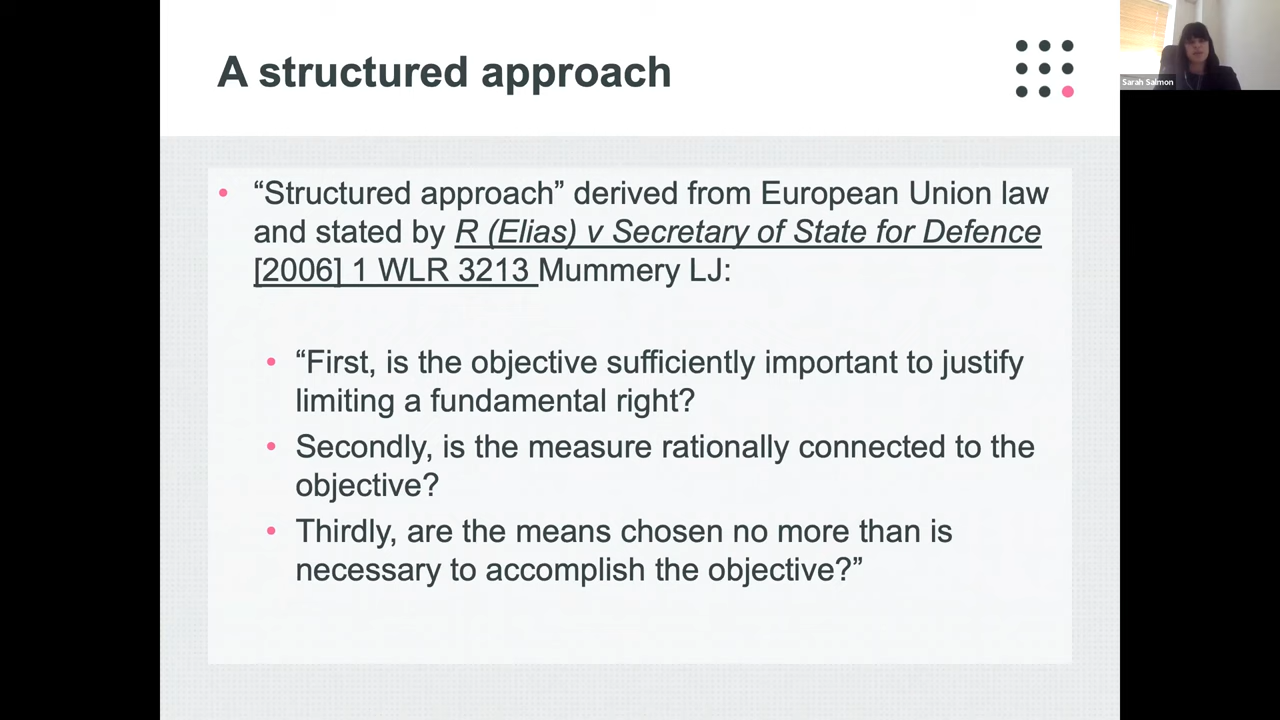 A structured approach
Sarah Salmon
• “Structured approach” derived from European Union law
and stated by R (Elias) v Secretary of State for Defence
[2006] 1 WLR 3213 Mummery LJ:
• “First, is the objective sufficiently important to justify
limiting a fundamental right?
• Secondly, is the measure rationally connected to the
objective?
• Thirdly, are the means chosen no more than is
necessary to accomplish the objective?”